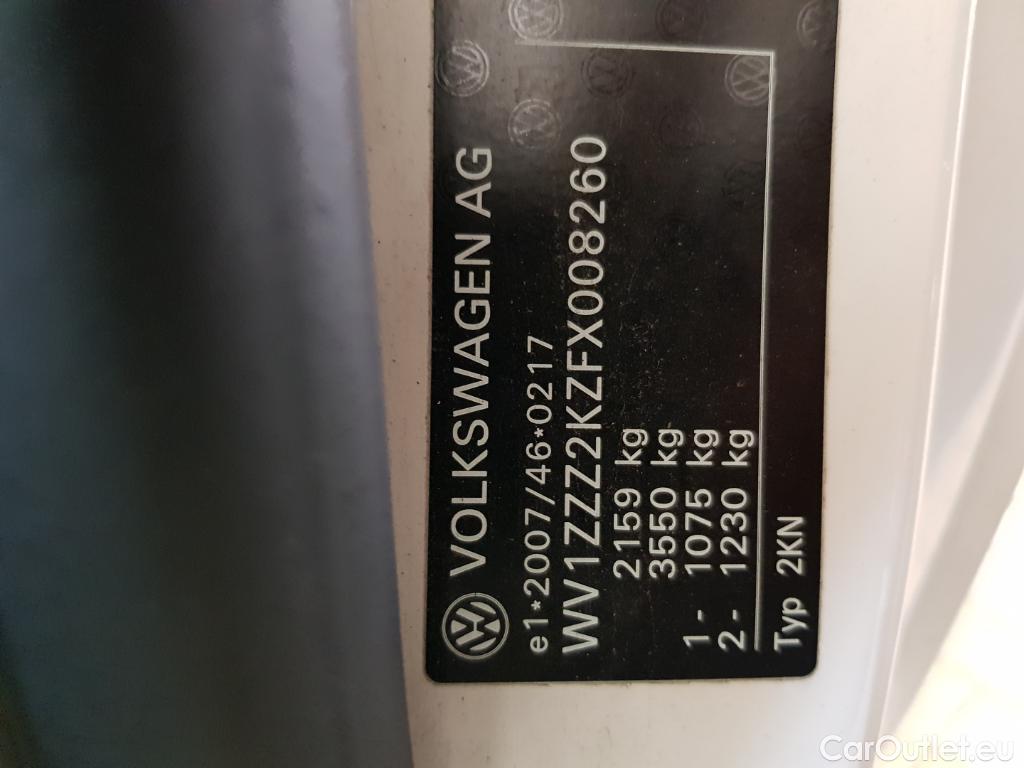 VOLKSWAGEN AG
e1*2007/46*0217
WV1ZZZ2KZFX008260
2159 kg
3550 kg
1- 1075 kg
2- 1230 kg
Typ 2KN
CarOutlet.eu